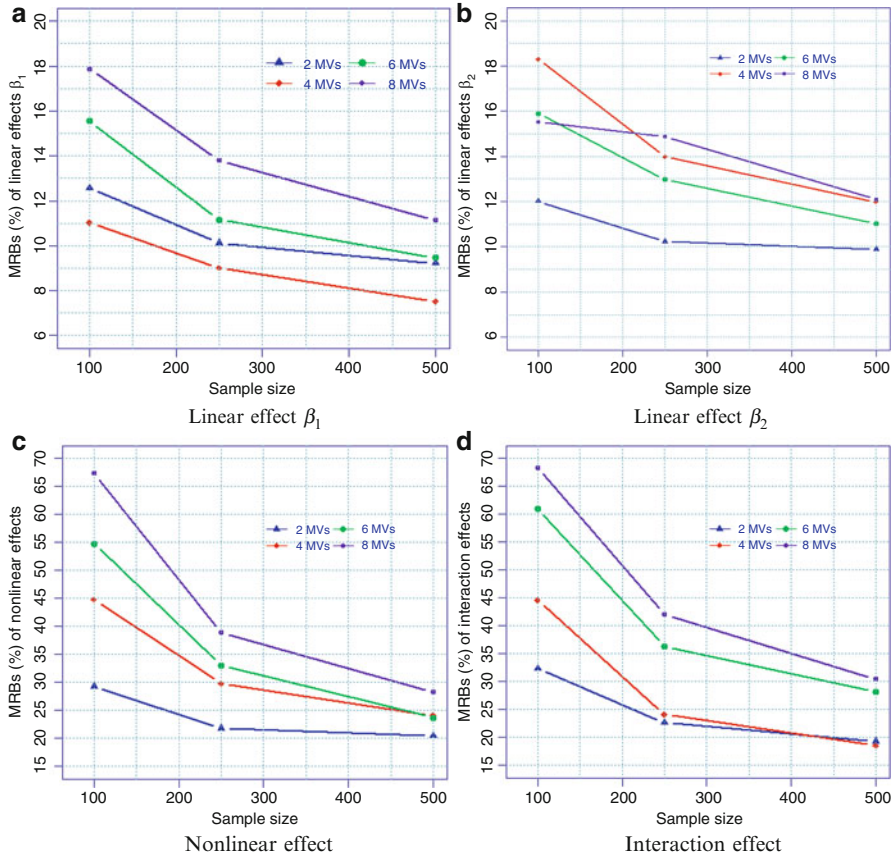 a
MRBs (%) of linear effects β1
20
18
16
14
12
10
8
6
2 MVs
6 MVs
4 MVs
8 MVs
100 200 300 400 500
Sample size
Linear effect β1
b
MRBs (%) of linear effects β2
20
18
16
14
12
10
8
6
2 MVs
6 MVs
4 MVs
8 MVs
100 200 300 400 500
Sample size
Linear effect β2
c
MRBs (%) of nonlinear effects
70
65
60
55
50
45
40
35
30
25
20
15
2 MVs
6 MVs
4 MVs
8 MVs
100 200 300 400 500
Sample size
Nonlinear effect
d
MRBs (%) of interaction effects
70
65
60
55
50
45
40
35
30
25
20
15
2 MVs
6 MVs
4 MVs
8 MVs
100 200 300 400 500
Sample size
Interaction effect